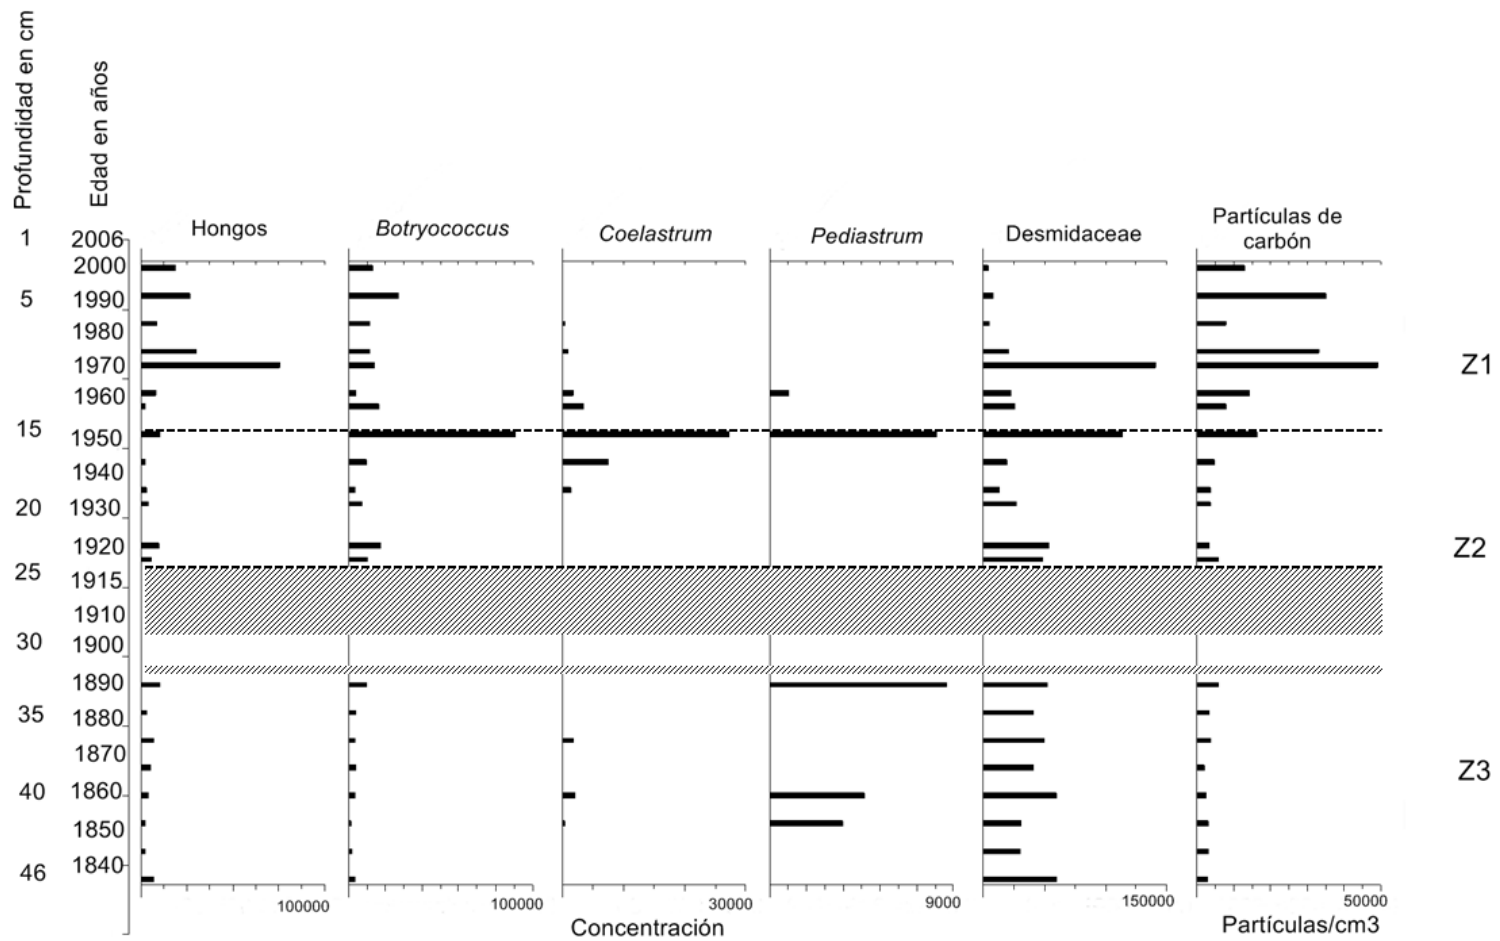 Profundidad en cm
Edad en años
Hongos
Botryococcus
Coelastrum
Pediastrum
Desmidaceae
Partículas de
carbón
1
2006
2000
5
1990
1980
1970
Z1
1960
15
1950
1940
20
1930
1920
Z2
25
1915
1910
30
1900
1890
35
1880
1870
Z3
40
1860
1850
46
1840
100000
100000
30000
9000
150000
50000
Concentración
Partículas/cm3